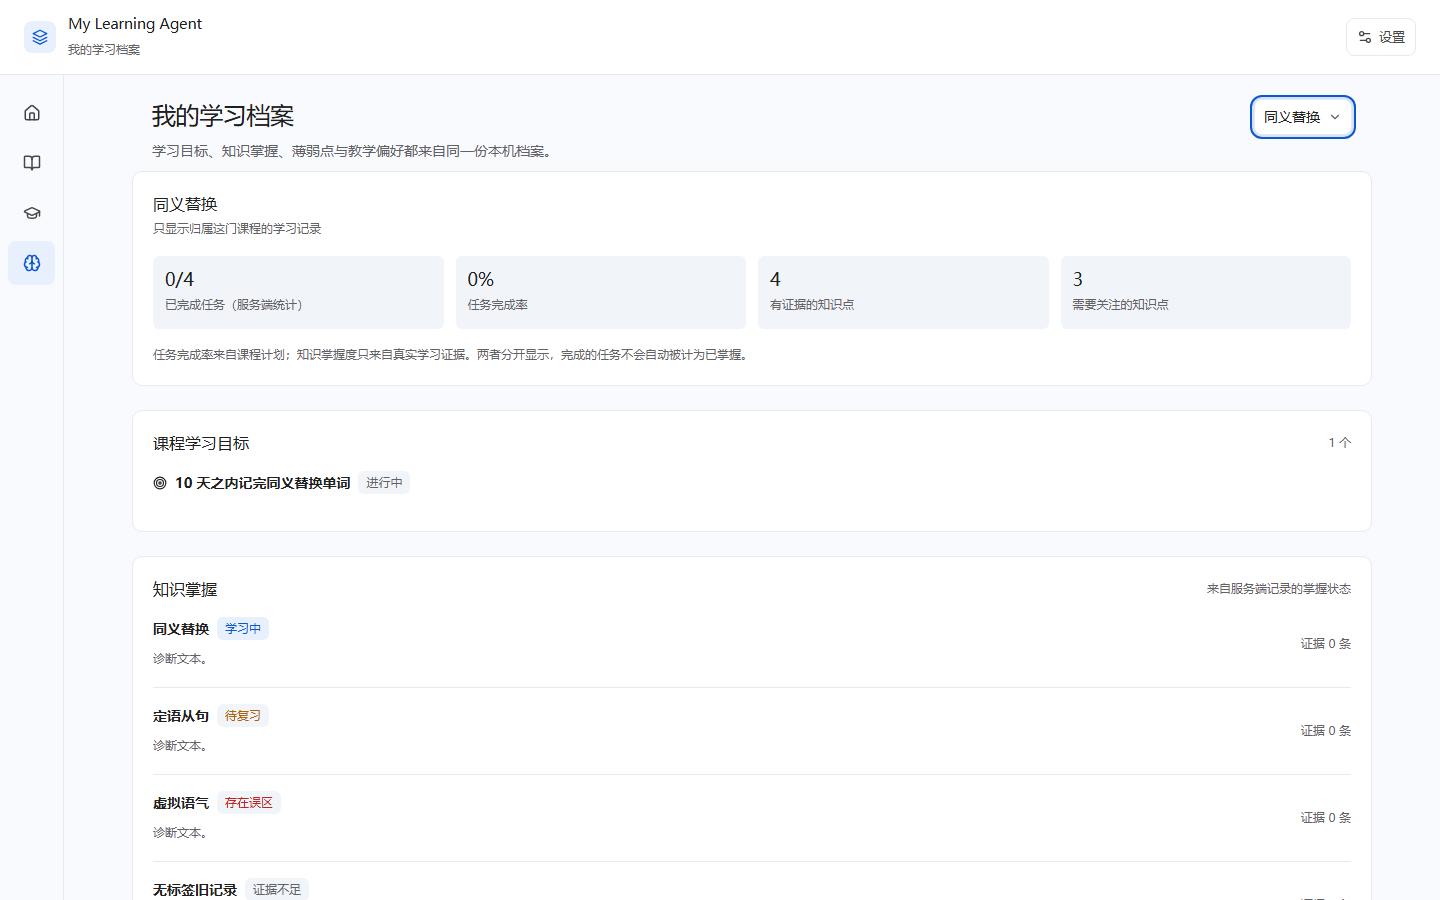 My Learning Agent
我的学习档案
设置
我的学习档案
同义替换
学习目标、知识掌握、薄弱点与教学偏好都来自同一份本机档案。
同义替换
只显示归属这门课程的学习记录
0/4
已完成任务（服务端统计）
0%
任务完成率
4
有证据的知识点
3
需要关注的知识点
任务完成率来自课程计划；知识掌握度只来自真实学习证据。两者分开显示，完成的任务不会自动被计为已掌握。
课程学习目标
1 个
10 天之内记完同义替换单词 进行中
知识掌握
来自服务端记录的掌握状态
同义替换 学习中
诊断文本。
证据 0 条
定语从句 待复习
诊断文本。
证据 0 条
虚拟语气 存在误区
诊断文本。
证据 0 条
无标签旧记录 证据不足